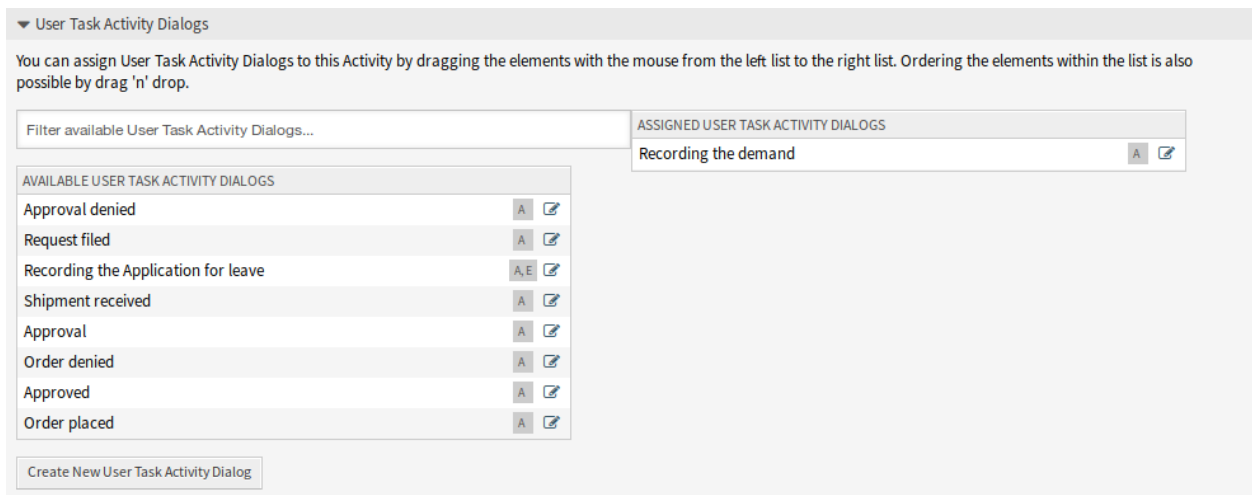 User Task Activity Dialogs
You can assign User Task Activity Dialogs to this Activity by dragging the elements with the mouse from the left list to the right list. Ordering the elements within the list is also
possible by drag 'n' drop.
Filter available User Task Activity Dialogs...
AVAILABLE USER TASK ACTIVITY DIALOGS
Approval denied A
Request filed A
Recording the Application for leave A, E
Shipment received A
Approval A
Order denied A
Approved A
Order placed A
Create New User Task Activity Dialog
ASSIGNED USER TASK ACTIVITY DIALOGS
Recording the demand A